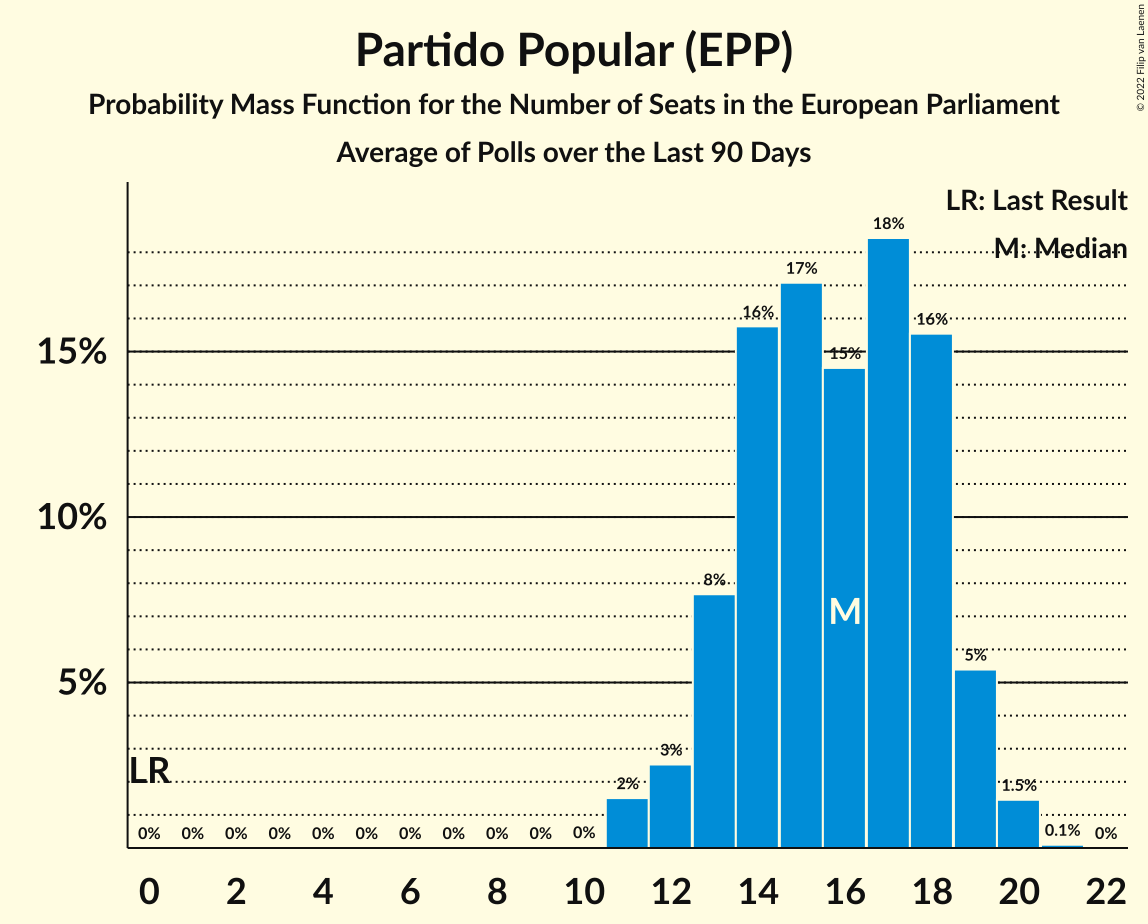 Partido Popular (EPP)
Probability Mass Function for the Number of Seats in the European Parliament
Average of Polls over the Last 90 Days
© 2022 Filip van Laenen
LR: Last Result
M: Median
18%
17%
16%
16%
15%
15%
10%
8%
M
5%
5%
3%
LR
2%
1.5%
0% 0% 0% 0% 0% 0% 0% 0% 0% 0% 0% 0.1% 0%
0 2 4 6 8 10 12 14 16 18 20 22